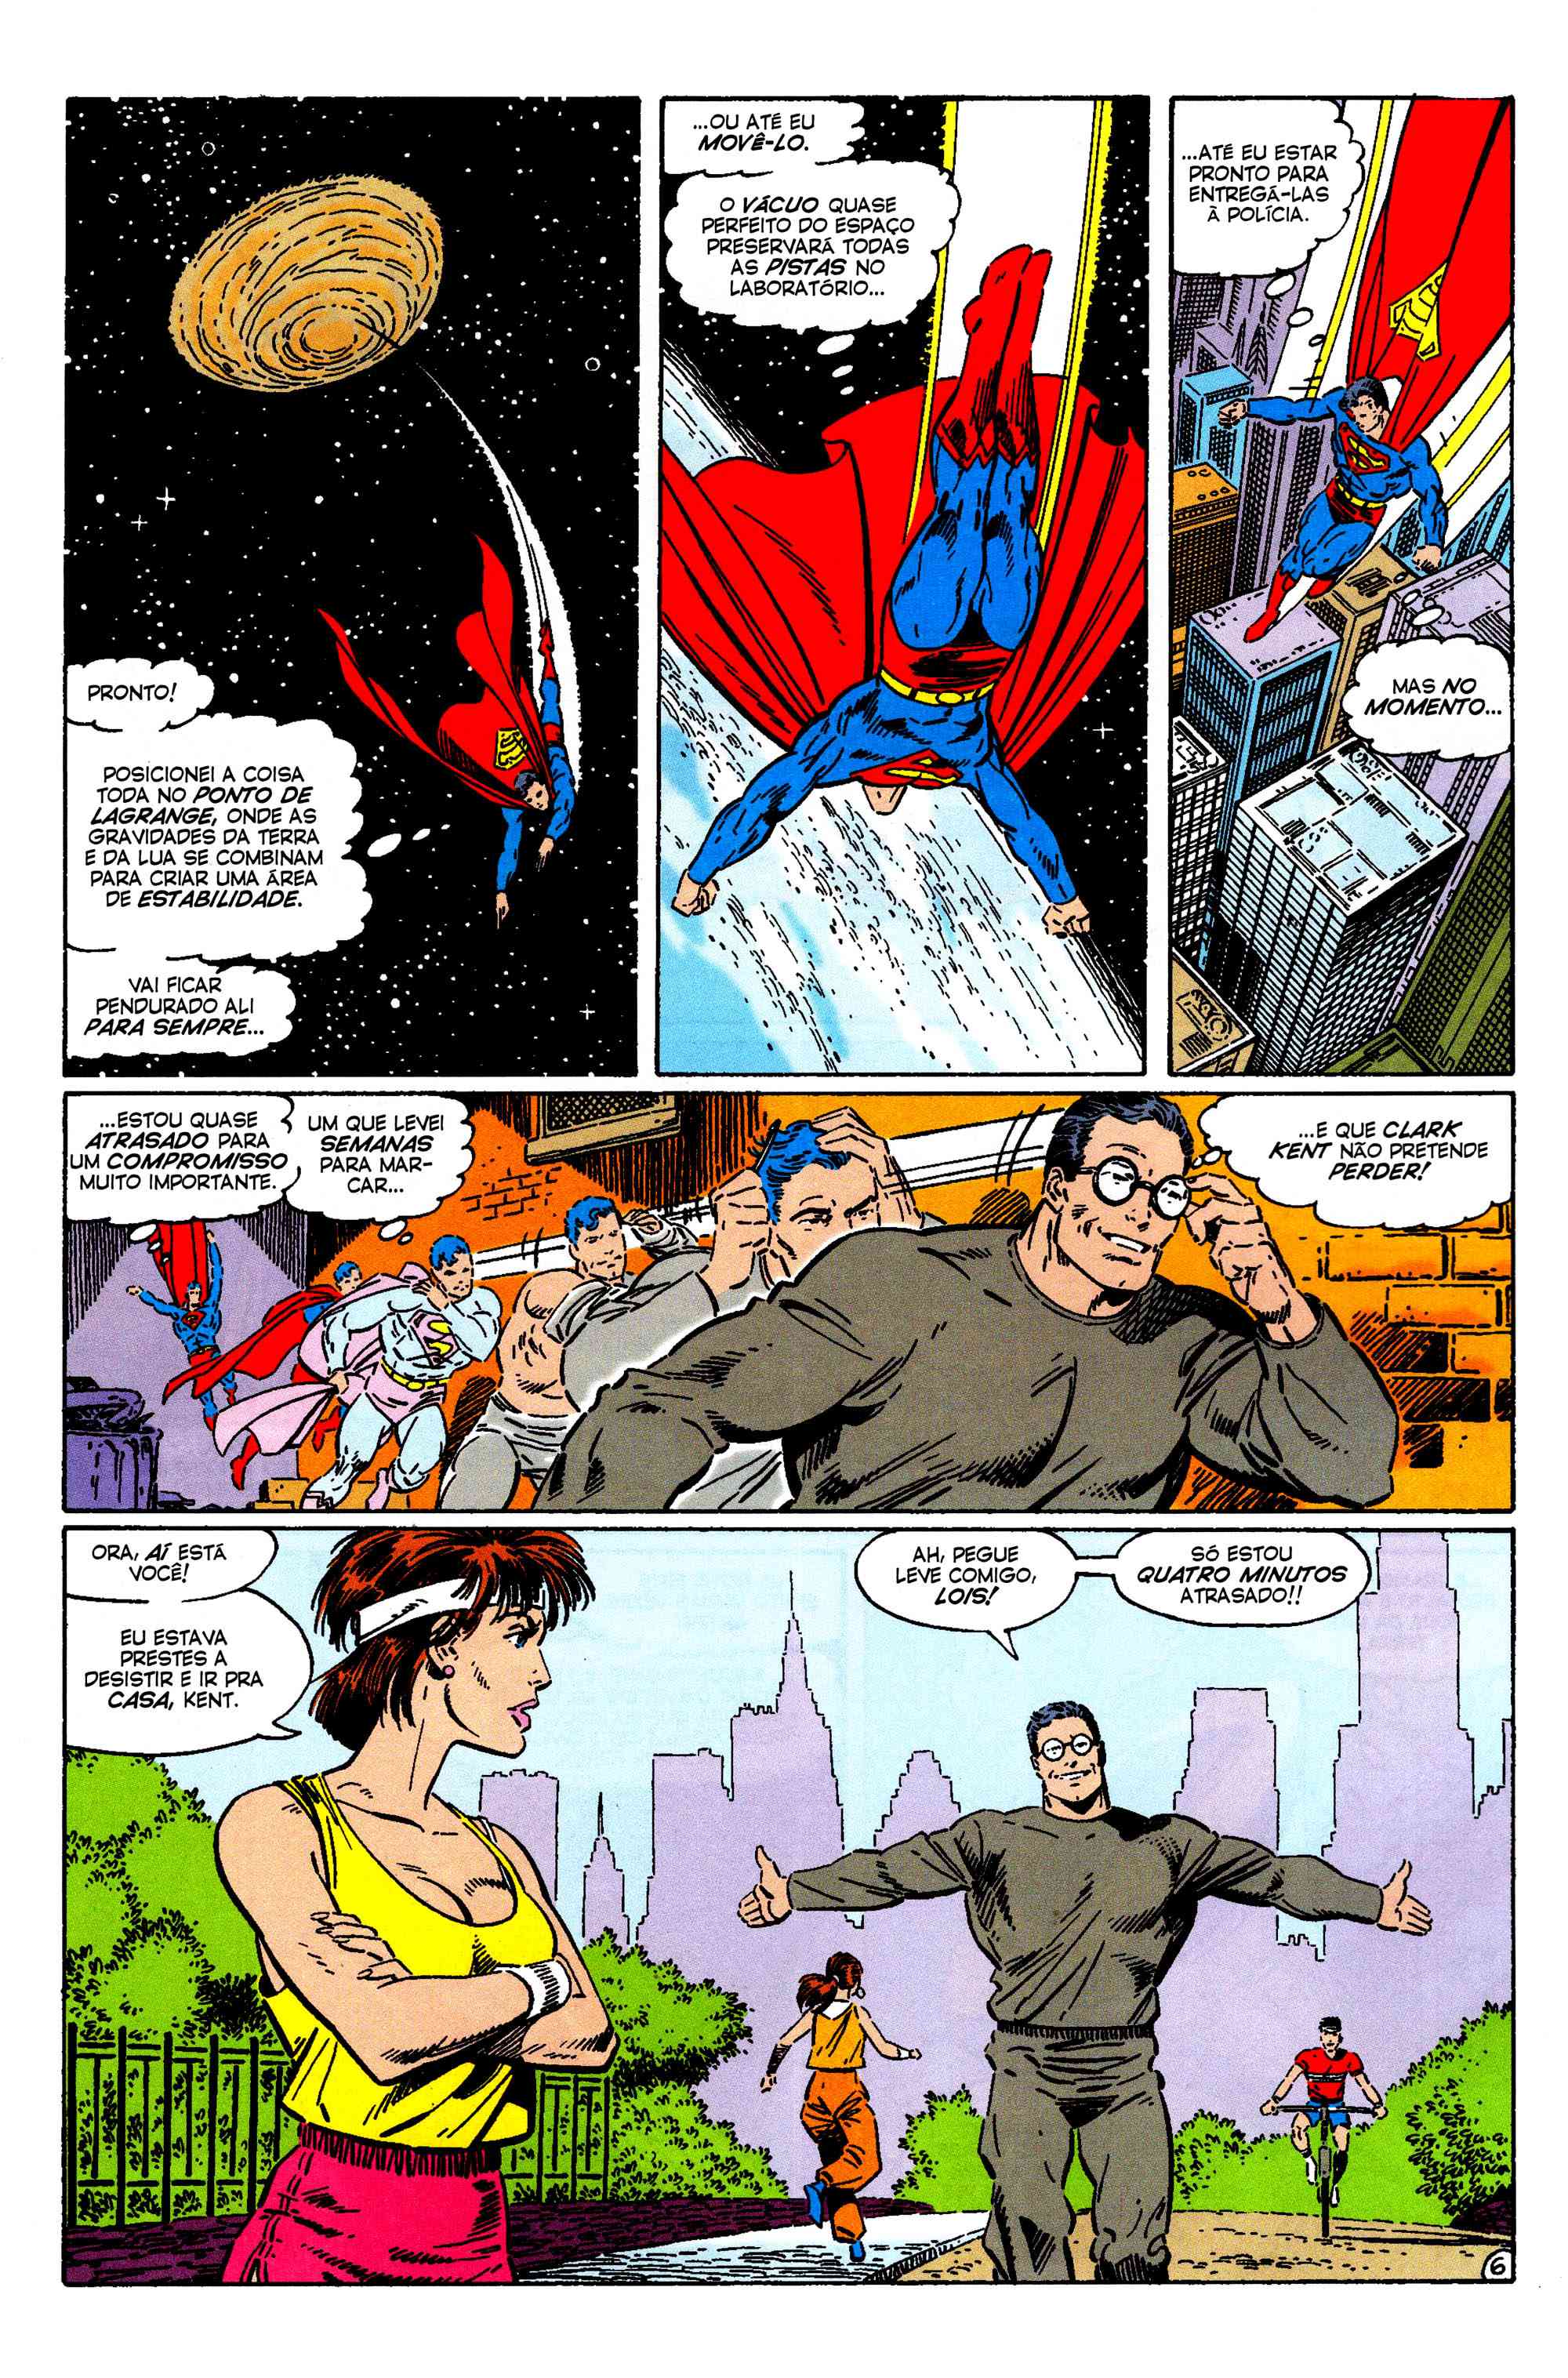 PRONTO!
POSICIONEI A COISA
TODA NO PONTO DE
LAGRANGE, ONDE AS
GRAVIDADES DA TERRA
E DA LUA SE COMBINAM
PARA CRIAR UMA ÁREA
DE ESTABILIDADE.
VAI FICAR
PENDURADO ALI
PARA SEMPRE...
...OU ATÉ EU
MOVÊ-LO.
O VÁCUO QUASE
PERFEITO DO ESPAÇO
PRESERVARÁ TODAS
AS PISTAS NO
LABORATÓRIO...
...ATÉ EU ESTAR
PRONTO PARA
ENTREGÁ-LAS
À POLÍCIA.
MAS NO
MOMENTO...
...ESTOU QUASE
ATRASADO PARA
UM COMPROMISSO
MUITO IMPORTANTE.
UM QUE LEVEI
SEMANAS
PARA MAR-
CAR...
...E QUE CLARK
KENT NÃO PRETENDE
PERDER!
ORA, AÍ ESTÁ
VOCÊ!
EU ESTAVA
PRESTES A
DESISTIR E IR PRA
CASA, KENT.
AH, PEGUE
LEVE COMIGO,
LOIS!
SÓ ESTOU
QUATRO MINUTOS
ATRASADO!!
6